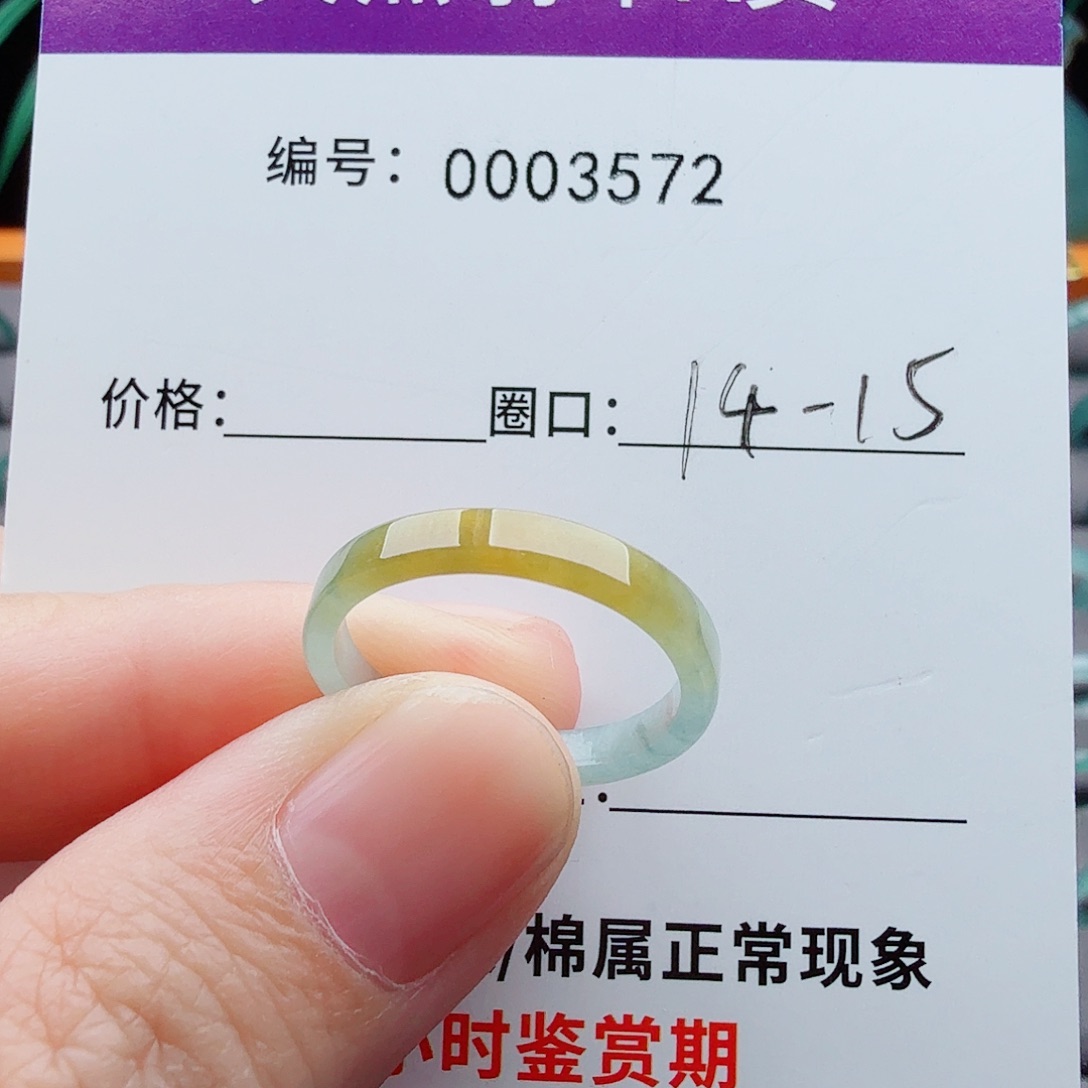 编号：0003572
价格： 圈口：14-15
/棉属正常现象
小时鉴赏期